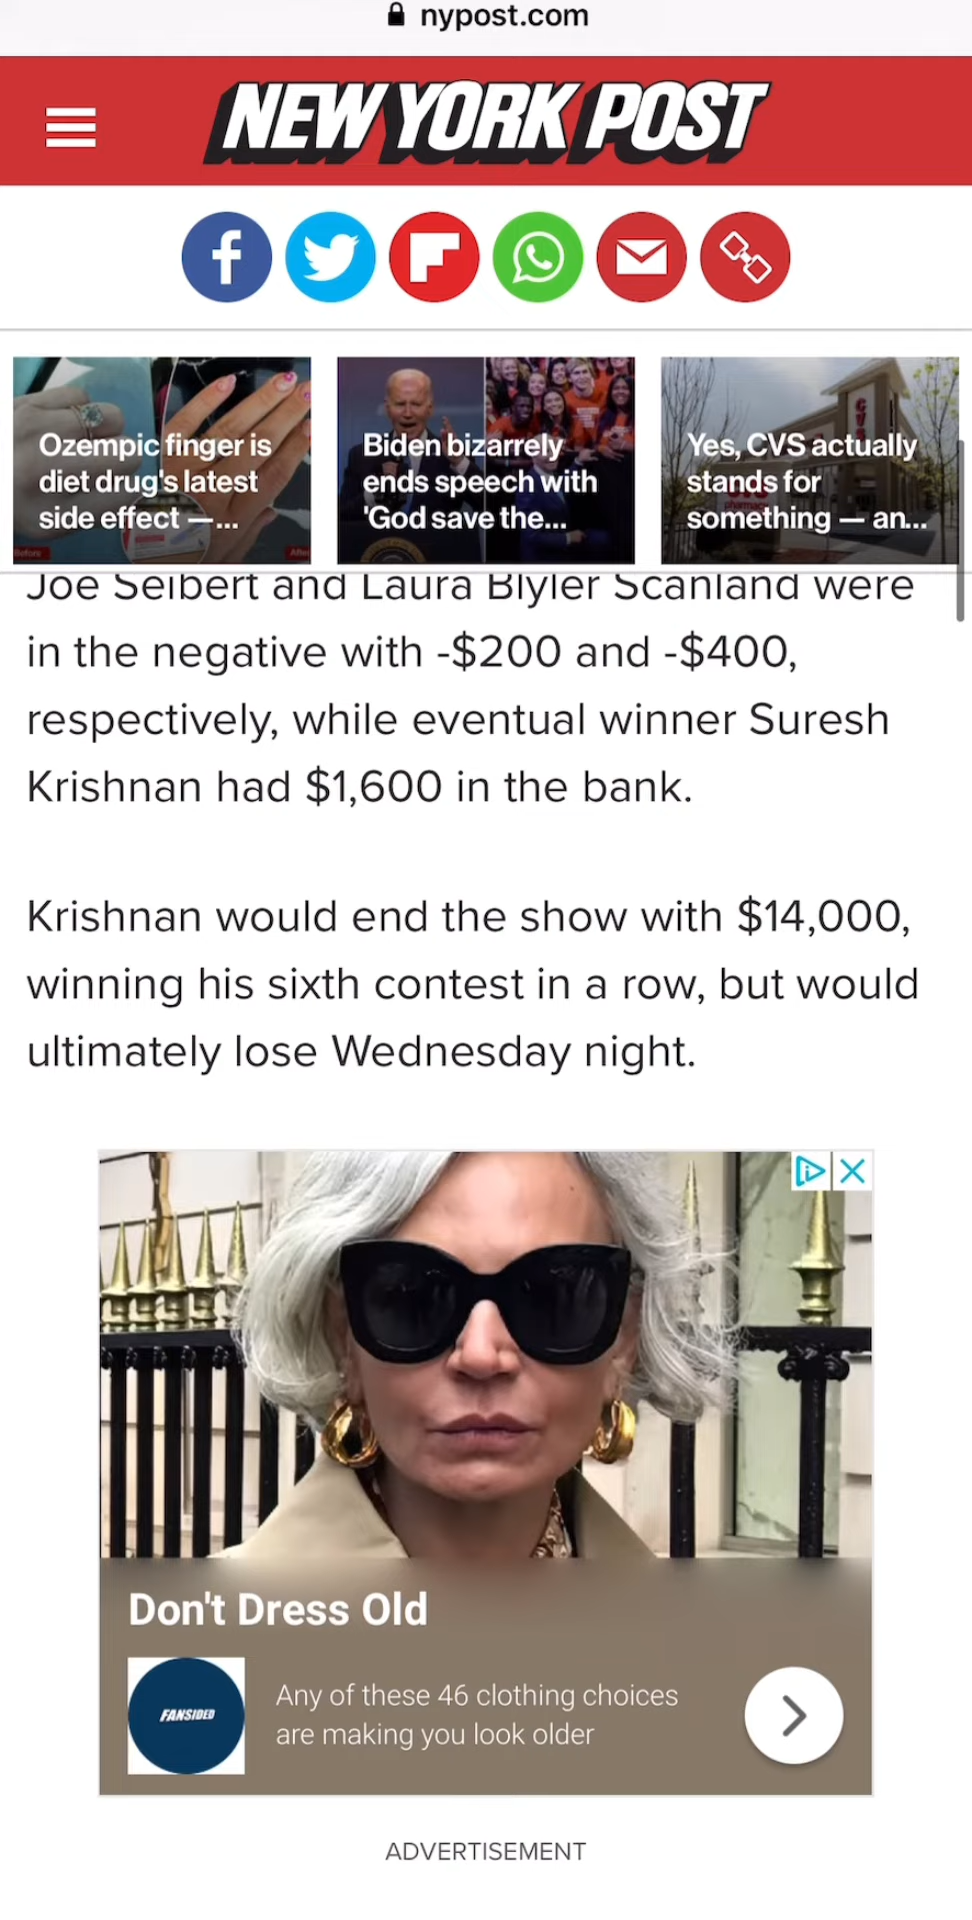 nypost.com
NEW YORK POST
Ozempic finger is
diet drug's latest
side effect —...
Before
After
Biden bizarrely
ends speech with
'God save the...
Yes, CVS actually
stands for
something — an...
Joe Seibert and Laura Blyler Scanland were
in the negative with -$200 and -$400,
respectively, while eventual winner Suresh
Krishnan had $1,600 in the bank.
Krishnan would end the show with $14,000,
winning his sixth contest in a row, but would
ultimately lose Wednesday night.
Don't Dress Old
FANSIDED
Any of these 46 clothing choices
are making you look older
ADVERTISEMENT